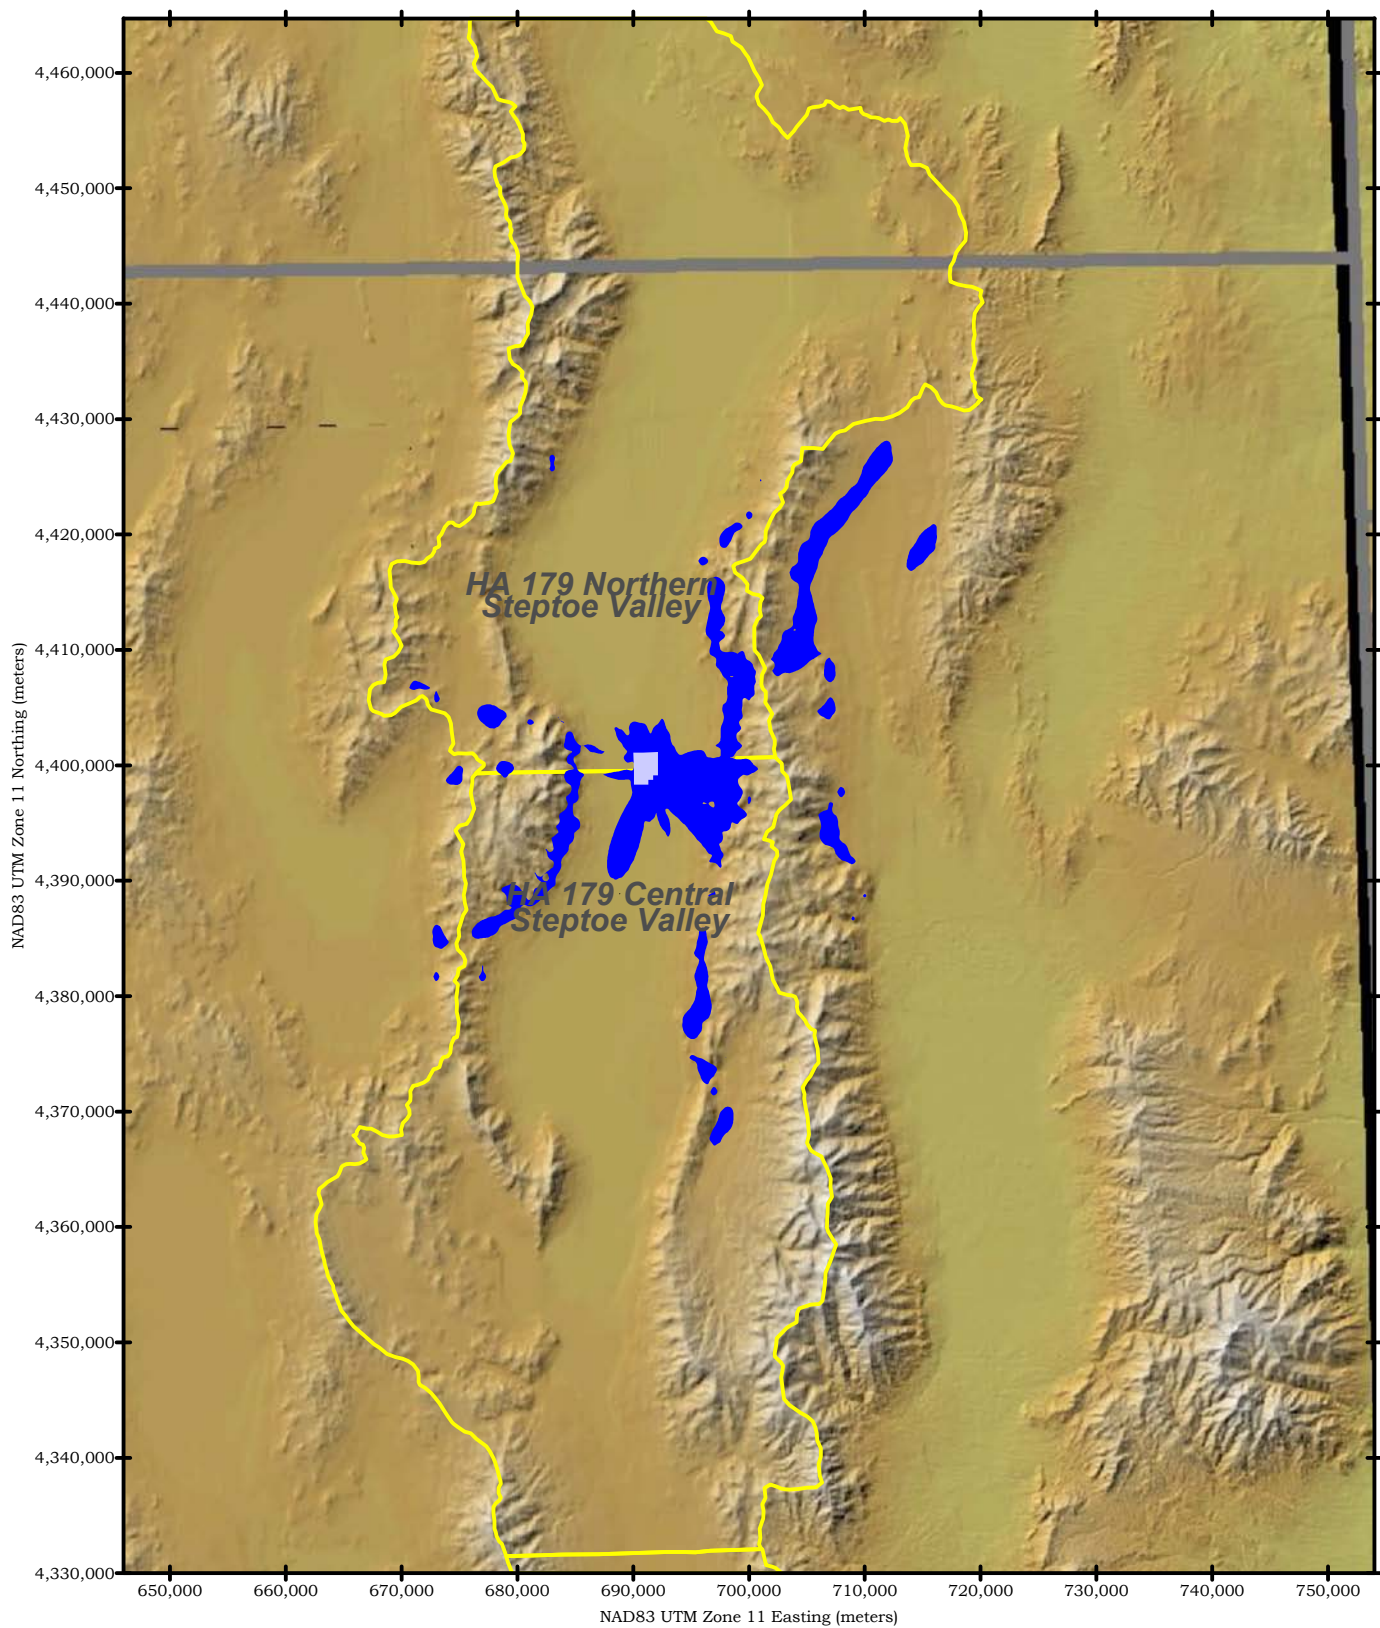 4,460,000
4,450,000
4,440,000
4,430,000
4,420,000
HA 179 Northern
Steptoe Valley
4,410,000
4,400,000
4,390,000
HA 179 Central
Steptoe Valley
4,380,000
4,370,000
4,360,000
4,350,000
4,340,000
4,330,000
NAD83 UTM Zone 11 Northing (meters)
650,000 660,000 670,000 680,000 690,000 700,000 710,000 720,000 730,000 740,000 750,000
NAD83 UTM Zone 11 Easting (meters)